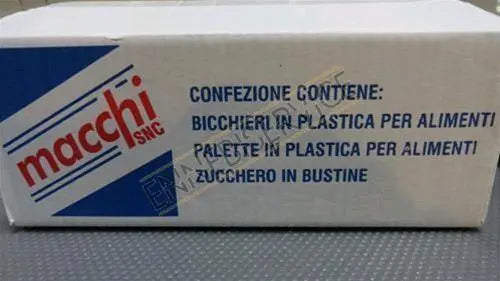 macchi
SNC
CONFEZIONE CONTIENE:
BICCHIERI IN PLASTICA PER ALIMENTI
PALETTE IN PLASTICA PER ALIMENTI
ZUCCHERO IN BUSTINE